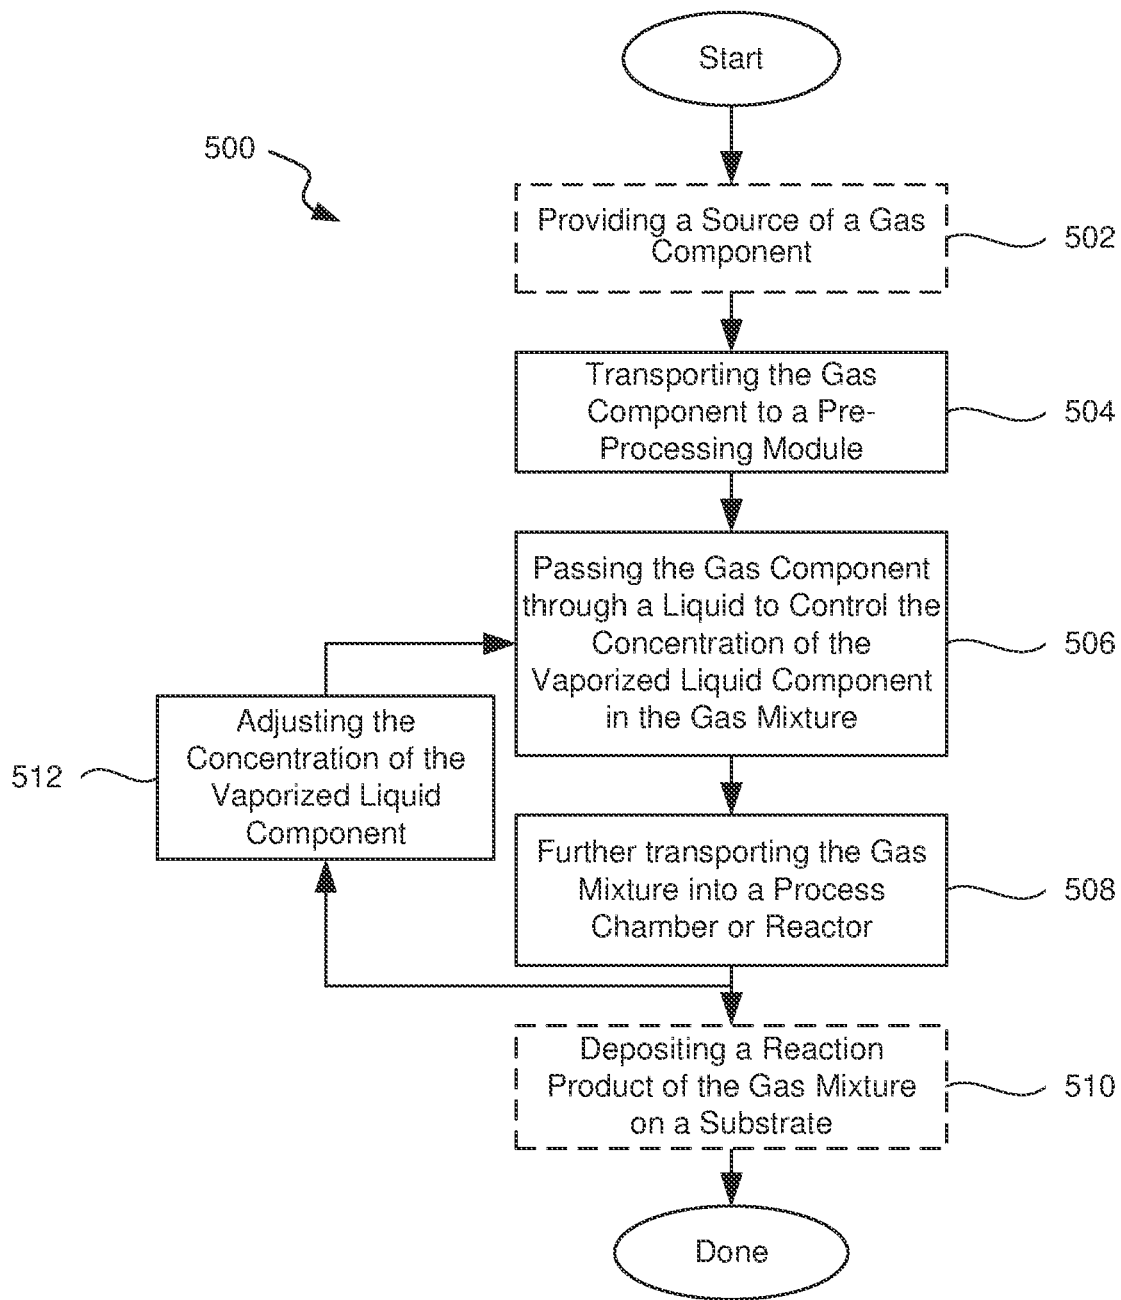 Start
500
Providing a Source of a Gas
Component
502
Transporting the Gas
Component to a Pre-
Processing Module
504
Passing the Gas Component
through a Liquid to Control the
Concentration of the
Vaporized Liquid Component
in the Gas Mixture
506
Adjusting the
Concentration of the
Vaporized Liquid
Component
512
Further transporting the Gas
Mixture into a Process
Chamber or Reactor
508
Depositing a Reaction
Product of the Gas Mixture
on a Substrate
510
Done